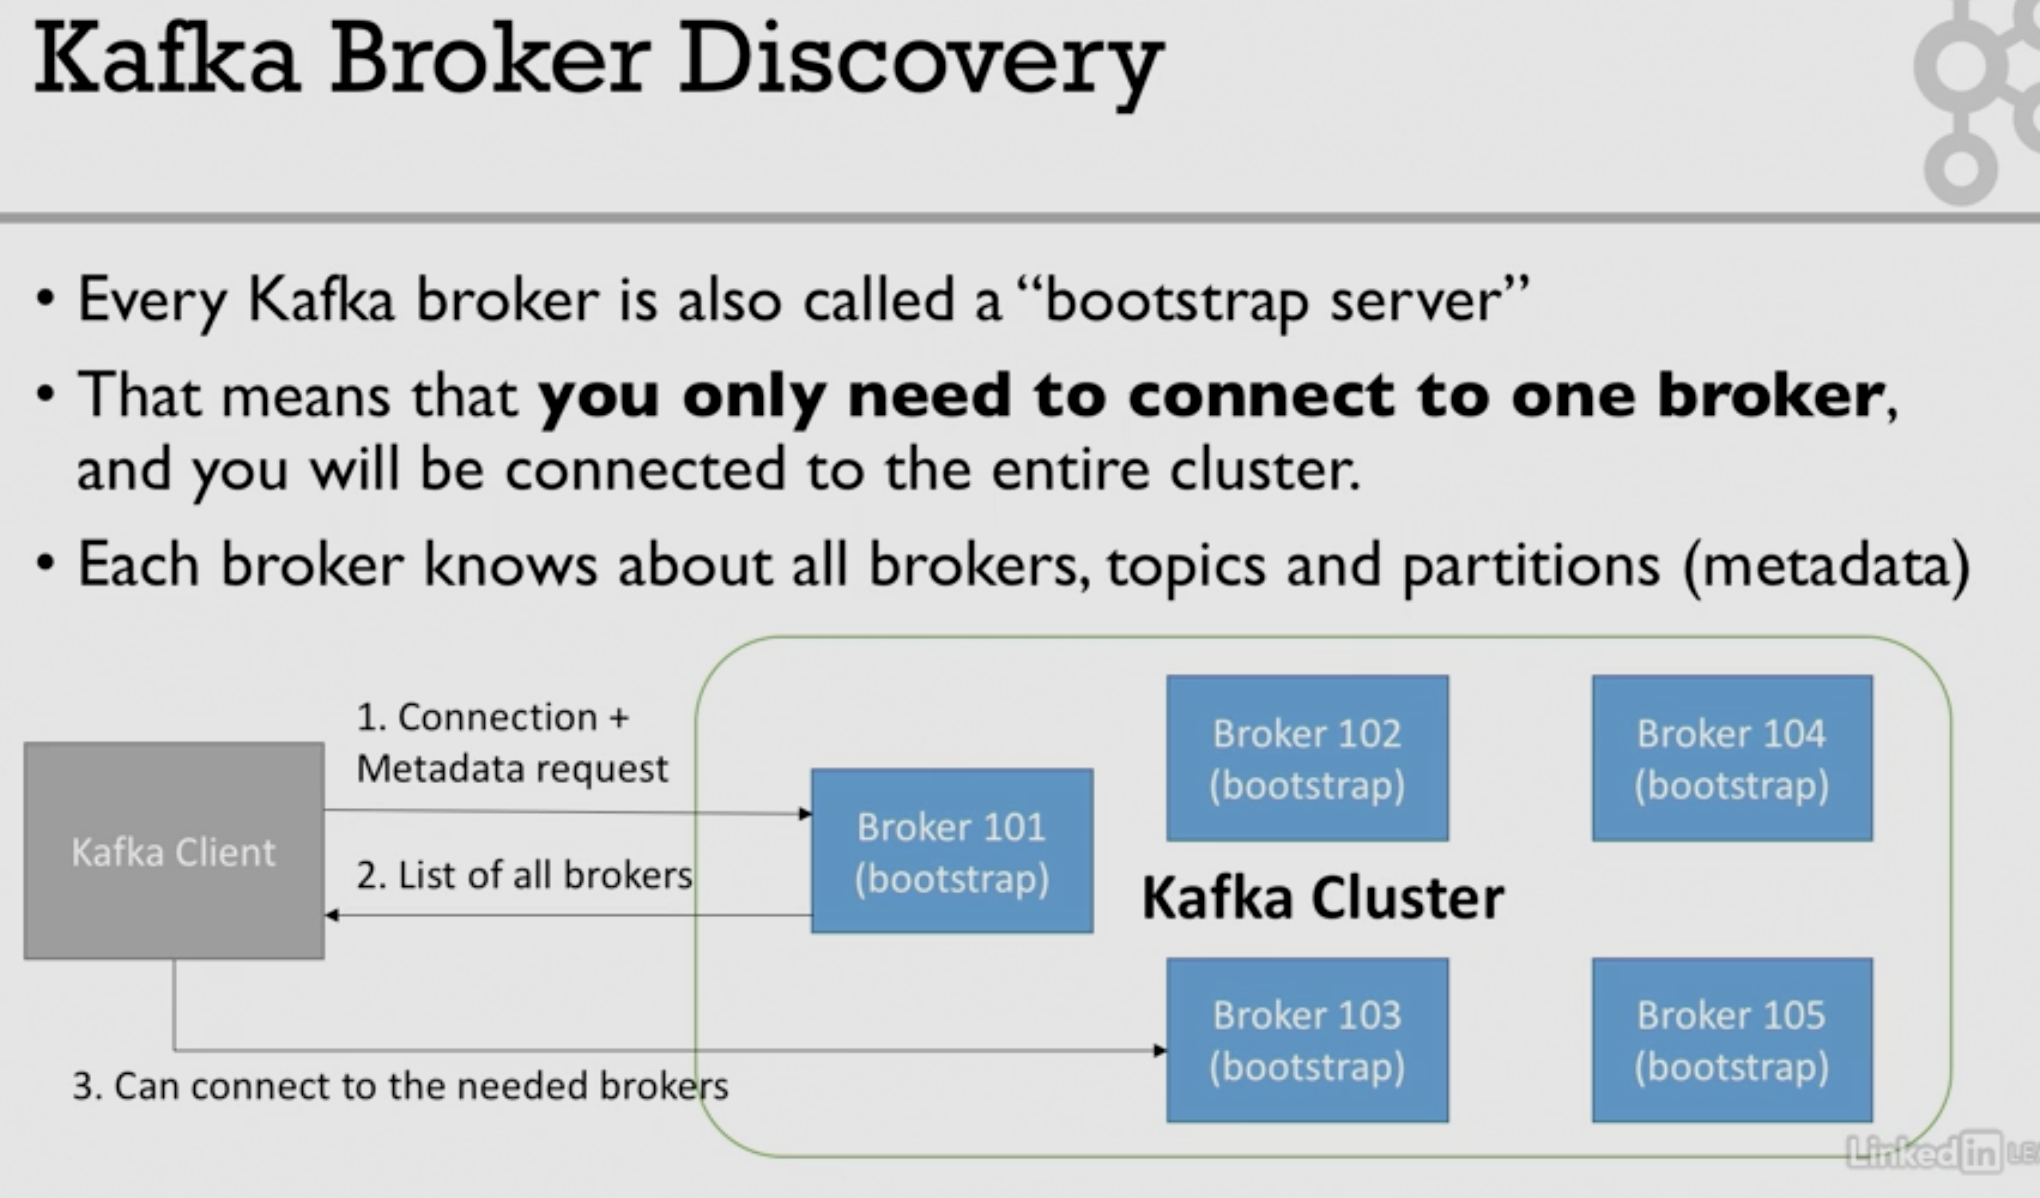 Kafka Broker Discovery
• Every Kafka broker is also called a “bootstrap server”
• That means that you only need to connect to one broker,
and you will be connected to the entire cluster.
• Each broker knows about all brokers, topics and partitions (metadata)
1. Connection +
Metadata request
Kafka Client
2. List of all brokers
3. Can connect to the needed brokers
Broker 101
(bootstrap)
Broker 102
(bootstrap)
Broker 104
(bootstrap)
Kafka Cluster
Broker 103
(bootstrap)
Broker 105
(bootstrap)
Linked in